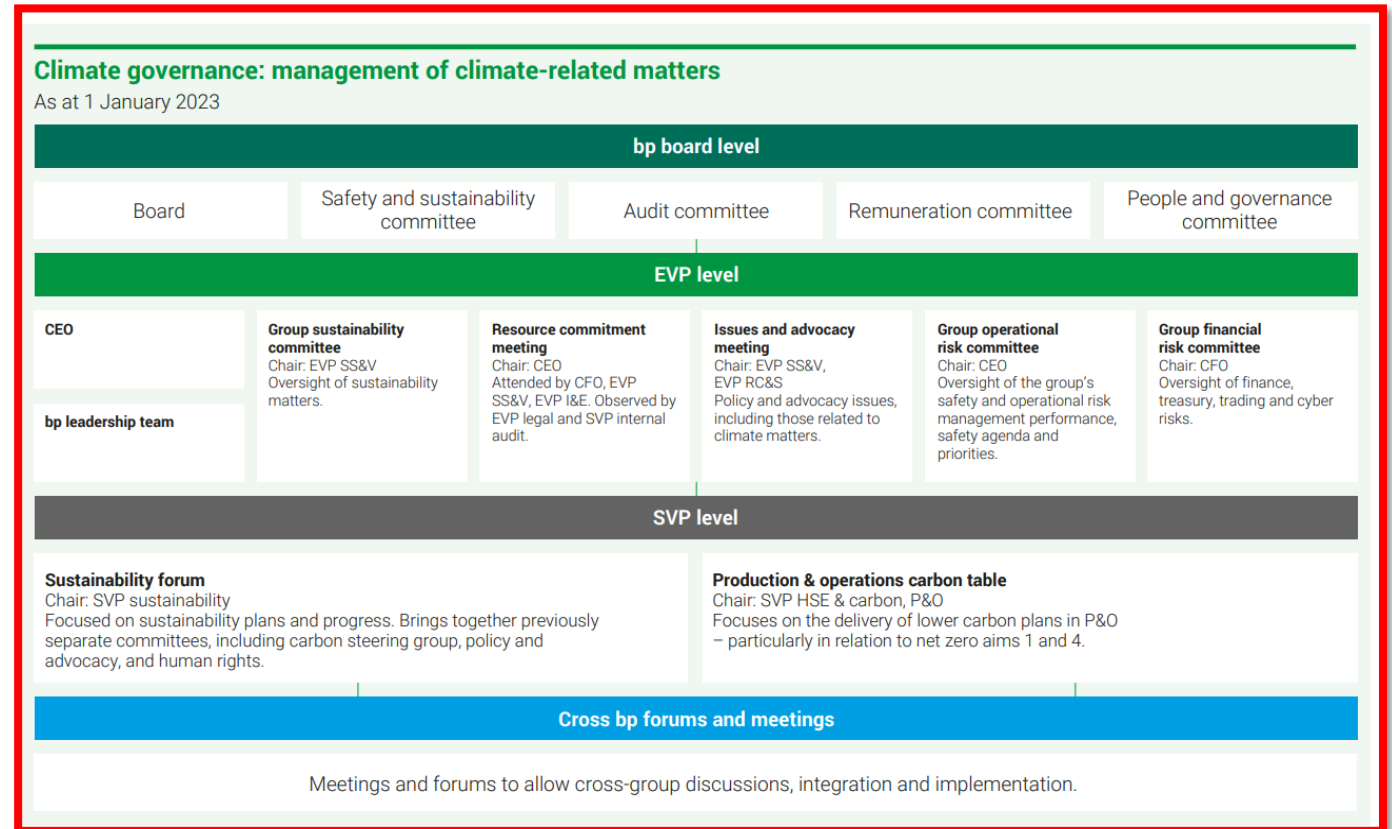 Climate governance: management of climate-related matters
As at 1 January 2023
bp board level
Board
Safety and sustainability
committee
Audit committee
Remuneration committee
People and governance
committee
EVP level
CEO
bp leadership team
Group sustainability
committee
Chair: EVP SS&V
Oversight of sustainability
matters.
Resource commitment
meeting
Chair: CEO
Attended by CFO, EVP
SS&V, EVP I&E. Observed by
EVP legal and SVP internal
audit.
Issues and advocacy
meeting
Chair: EVP SS&V,
EVP RC&S
Policy and advocacy issues,
including those related to
climate matters.
Group operational
risk committee
Chair: CEO
Oversight of the group's
safety and operational risk
management performance,
safety agenda and
priorities.
Group financial
risk committee
Chair: CFO
Oversight of finance,
treasury, trading and cyber
risks.
SVP level
Sustainability forum
Chair: SVP sustainability
Focused on sustainability plans and progress. Brings together previously
separate committees, including carbon steering group, policy and
advocacy, and human rights.
Production & operations carbon table
Chair: SVP HSE & carbon, P&O
Focuses on the delivery of lower carbon plans in P&O
– particularly in relation to net zero aims 1 and 4.
Cross bp forums and meetings
Meetings and forums to allow cross-group discussions, integration and implementation.